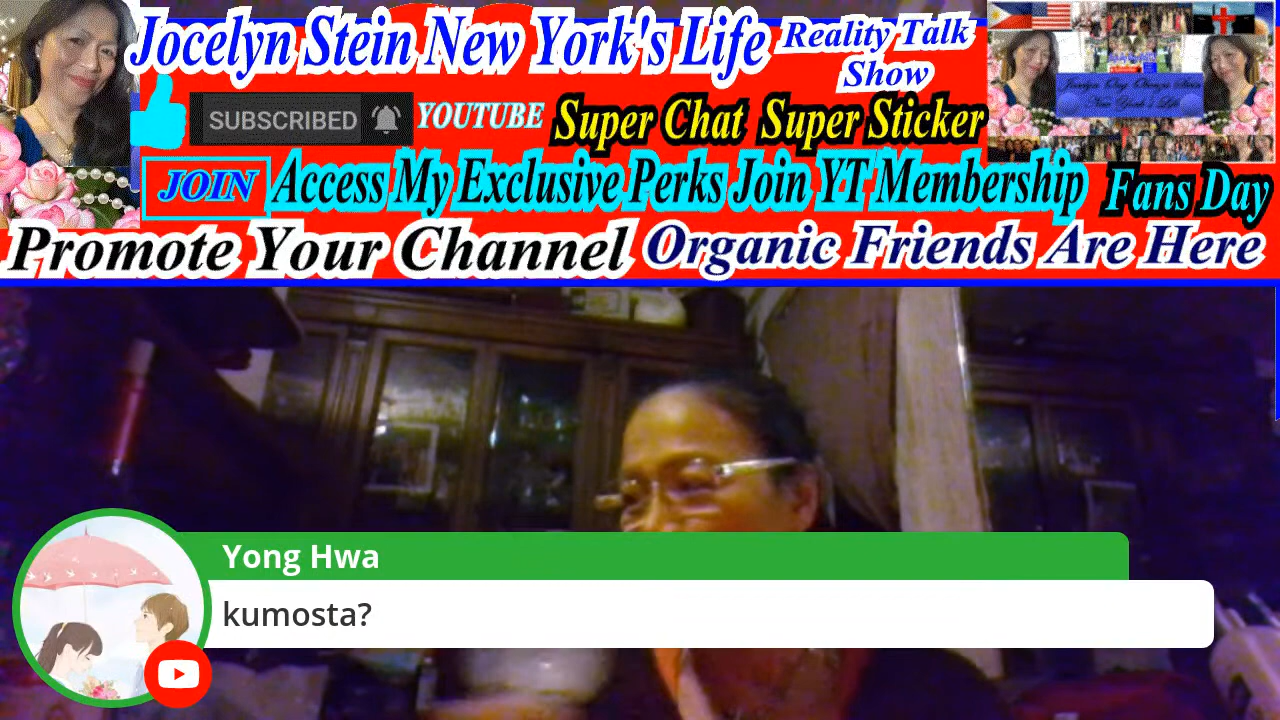 Jocelyn Stein New York's Life
Reality Talk
Show
SUBSCRIBED
YOUTUBE
Super Chat Super Sticker
JOIN
Access My Exclusive Perks Join YT Membership
Fans Day
Promote Your Channel
Organic Friends Are Here
Yong Hwa
kumosta?